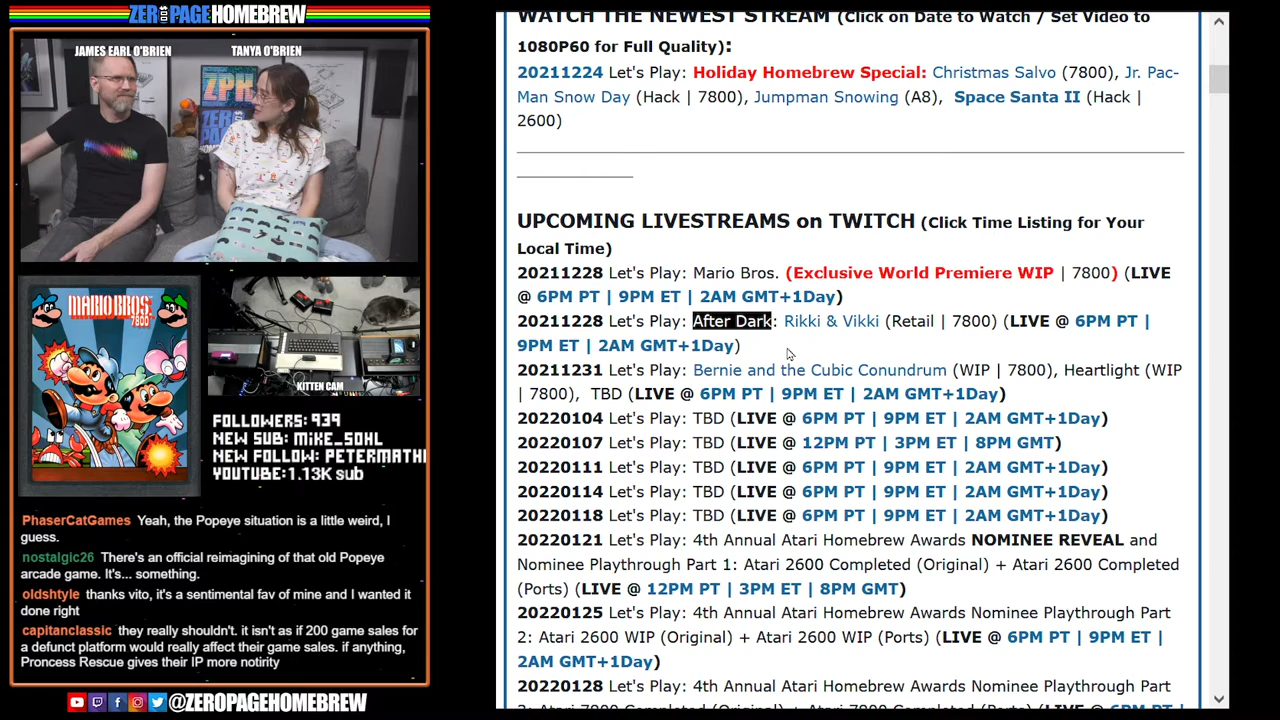 ZEROPAGEHOMEBREW
JAMES EARL O'BRIEN
TANYA O'BRIEN
MARIO BROS.
7800
KITTEN CAM
FOLLOWERS: 939
NEW SUB: MIKE_SOHL
NEW FOLLOW: PETERMATH
YOUTUBE:1.13K sub
PhaserCatGames Yeah, the Popeye situation is a little weird, I
guess.
nostalgic26 There's an official reimagining of that old Popeye
arcade game. It's... something.
oldshtyle thanks vito, it's a sentimental fav of mine and I wanted it
done right
capitanclassic they really shouldn't. it isn't as if 200 game sales for
a defunct platform would really affect their game sales. if anything,
Proncess Rescue gives their IP more notirity
@ZEROPAGEHOMEBREW
WATCH THE NEWEST STREAM (Click on Date to Watch / Set Video to
1080P60 for Full Quality):
20211224 Let's Play: Holiday Homebrew Special: Christmas Salvo (7800), Jr. Pac-
Man Snow Day (Hack | 7800), Jumpman Snowing (A8), Space Santa II (Hack |
2600)
UPCOMING LIVESTREAMS on TWITCH (Click Time Listing for Your
Local Time)
20211228 Let's Play: Mario Bros. (Exclusive World Premiere WIP | 7800) (LIVE
@ 6PM PT | 9PM ET | 2AM GMT+1Day)
20211228 Let's Play: After Dark: Rikki & Vikki (Retail | 7800) (LIVE @ 6PM PT |
9PM ET | 2AM GMT+1Day)
20211231 Let's Play: Bernie and the Cubic Conundrum (WIP | 7800), Heartlight (WIP
| 7800), TBD (LIVE @ 6PM PT | 9PM ET | 2AM GMT+1Day)
20220104 Let's Play: TBD (LIVE @ 6PM PT | 9PM ET | 2AM GMT+1Day)
20220107 Let's Play: TBD (LIVE @ 12PM PT | 3PM ET | 8PM GMT)
20220111 Let's Play: TBD (LIVE @ 6PM PT | 9PM ET | 2AM GMT+1Day)
20220114 Let's Play: TBD (LIVE @ 6PM PT | 9PM ET | 2AM GMT+1Day)
20220118 Let's Play: TBD (LIVE @ 6PM PT | 9PM ET | 2AM GMT+1Day)
20220121 Let's Play: 4th Annual Atari Homebrew Awards NOMINEE REVEAL and
Nominee Playthrough Part 1: Atari 2600 Completed (Original) + Atari 2600 Completed
(Ports) (LIVE @ 12PM PT | 3PM ET | 8PM GMT)
20220125 Let's Play: 4th Annual Atari Homebrew Awards Nominee Playthrough Part
2: Atari 2600 WIP (Original) + Atari 2600 WIP (Ports) (LIVE @ 6PM PT | 9PM ET |
2AM GMT+1Day)
20220128 Let's Play: 4th Annual Atari Homebrew Awards Nominee Playthrough Part